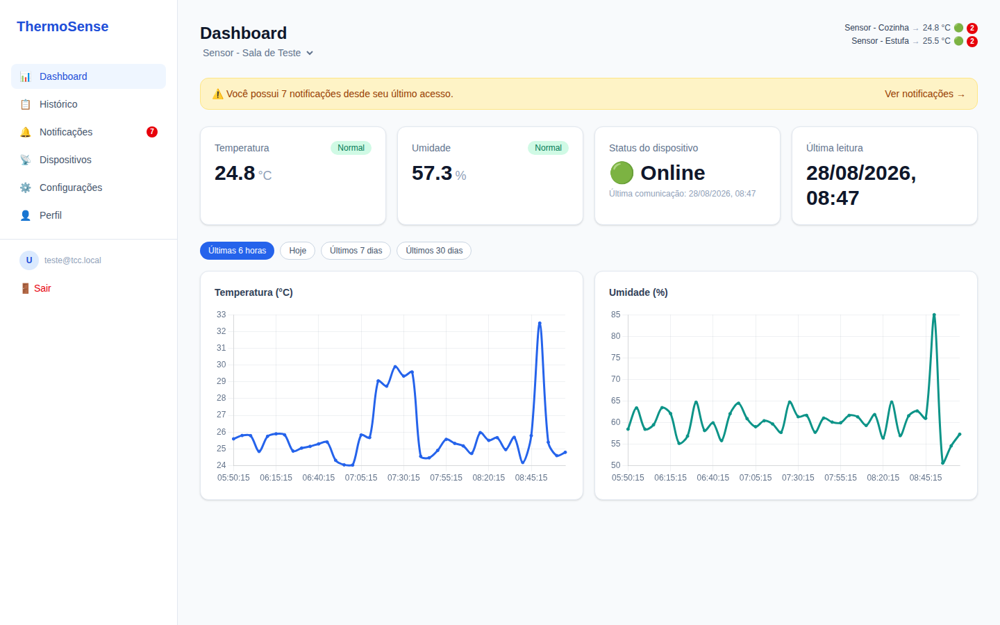 ThermoSense
Dashboard
Histórico
Notificações 7
Dispositivos
Configurações
Perfil
U teste@tcc.local
Sair
Dashboard
Sensor - Sala de Teste
Sensor - Cozinha → 24.8 °C 2
Sensor - Estufa → 25.5 °C 2
Você possui 7 notificações desde seu último acesso. Ver notificações →
Temperatura Normal
24.8 °C
Umidade Normal
57.3 %
Status do dispositivo
Online
Última comunicação: 28/08/2026, 08:47
Última leitura
28/08/2026,
08:47
Últimas 6 horas Hoje Últimos 7 dias Últimos 30 dias
Temperatura (°C)
33
32
31
30
29
28
27
26
25
24
05:50:15 06:15:15 06:40:15 07:05:15 07:30:15 07:55:15 08:20:15 08:45:15
Umidade (%)
85
80
75
70
65
60
55
50
05:50:15 06:15:15 06:40:15 07:05:15 07:30:15 07:55:15 08:20:15 08:45:15